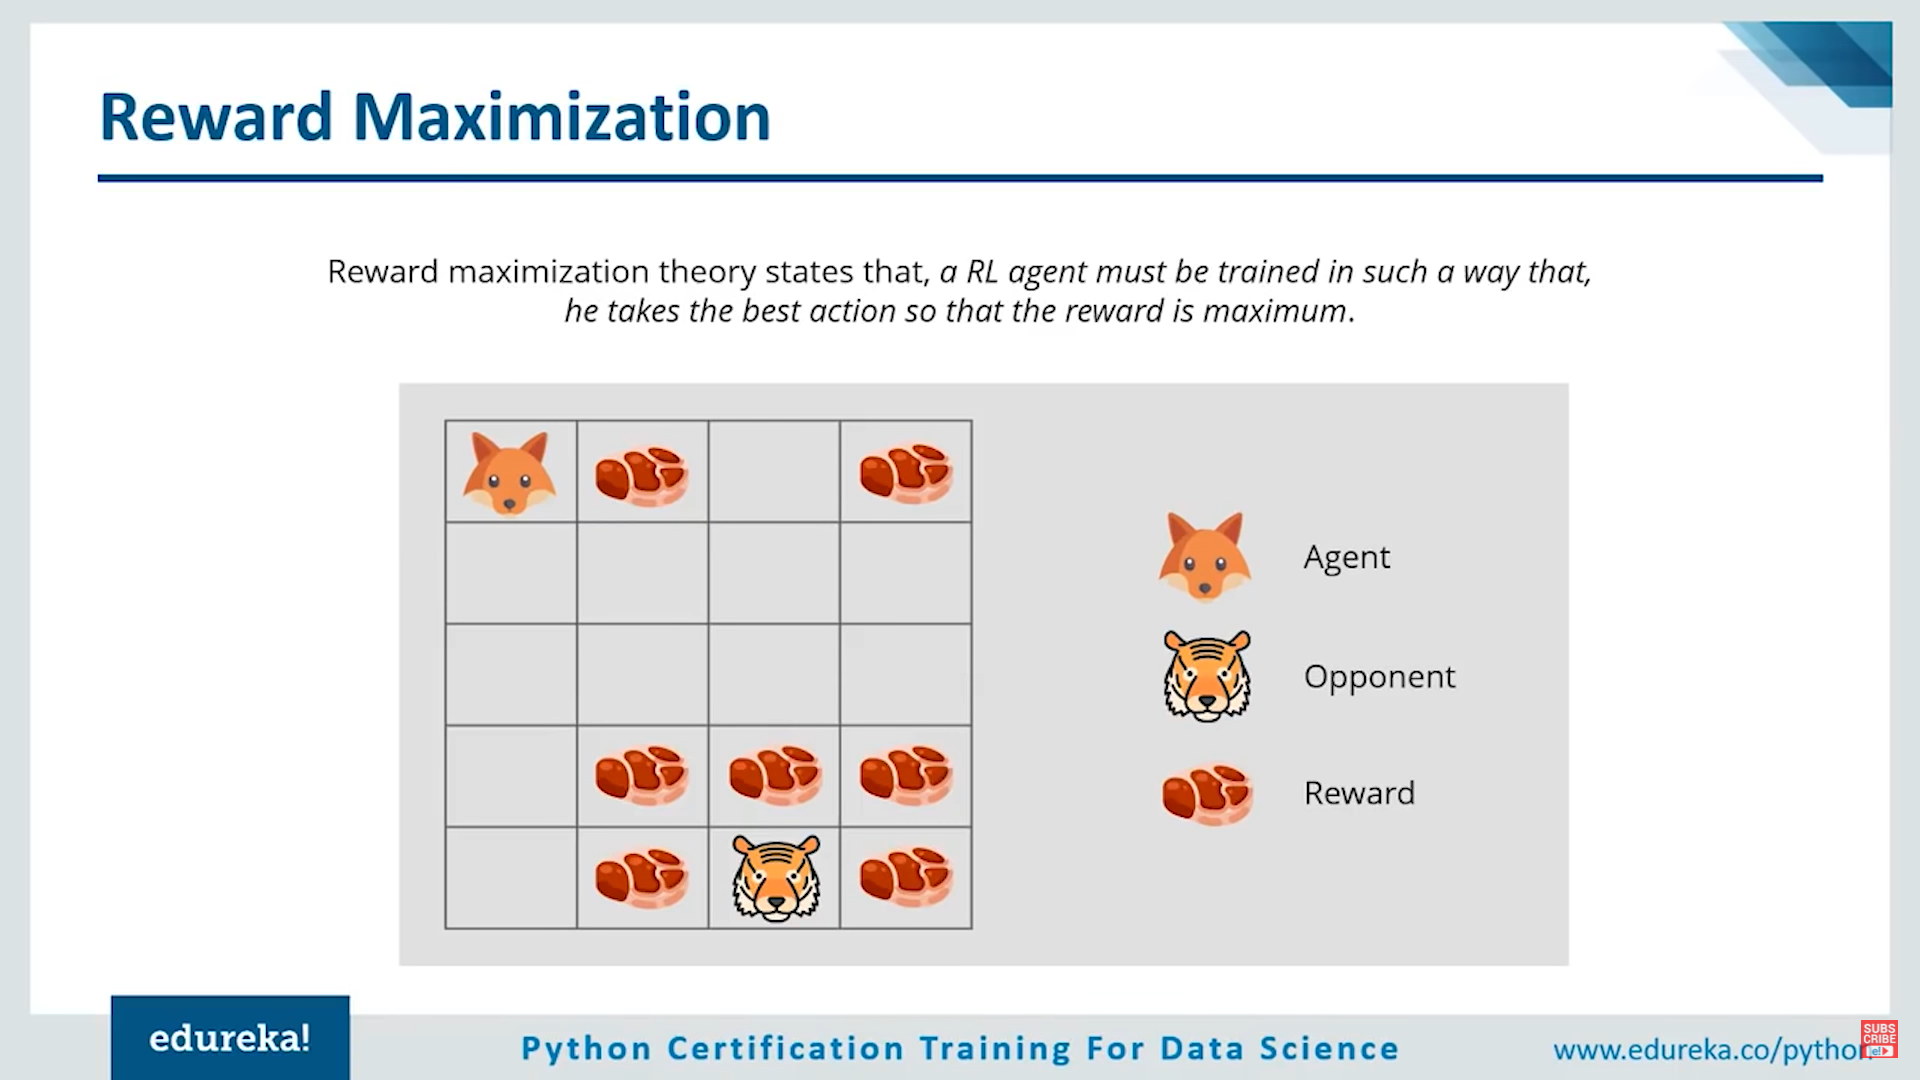 Reward Maximization
Reward maximization theory states that, a RL agent must be trained in such a way that,
he takes the best action so that the reward is maximum.
Agent
Opponent
Reward
edureka!
Python Certification Training For Data Science
www.edureka.co/python
SUBS
CRIBE
e!